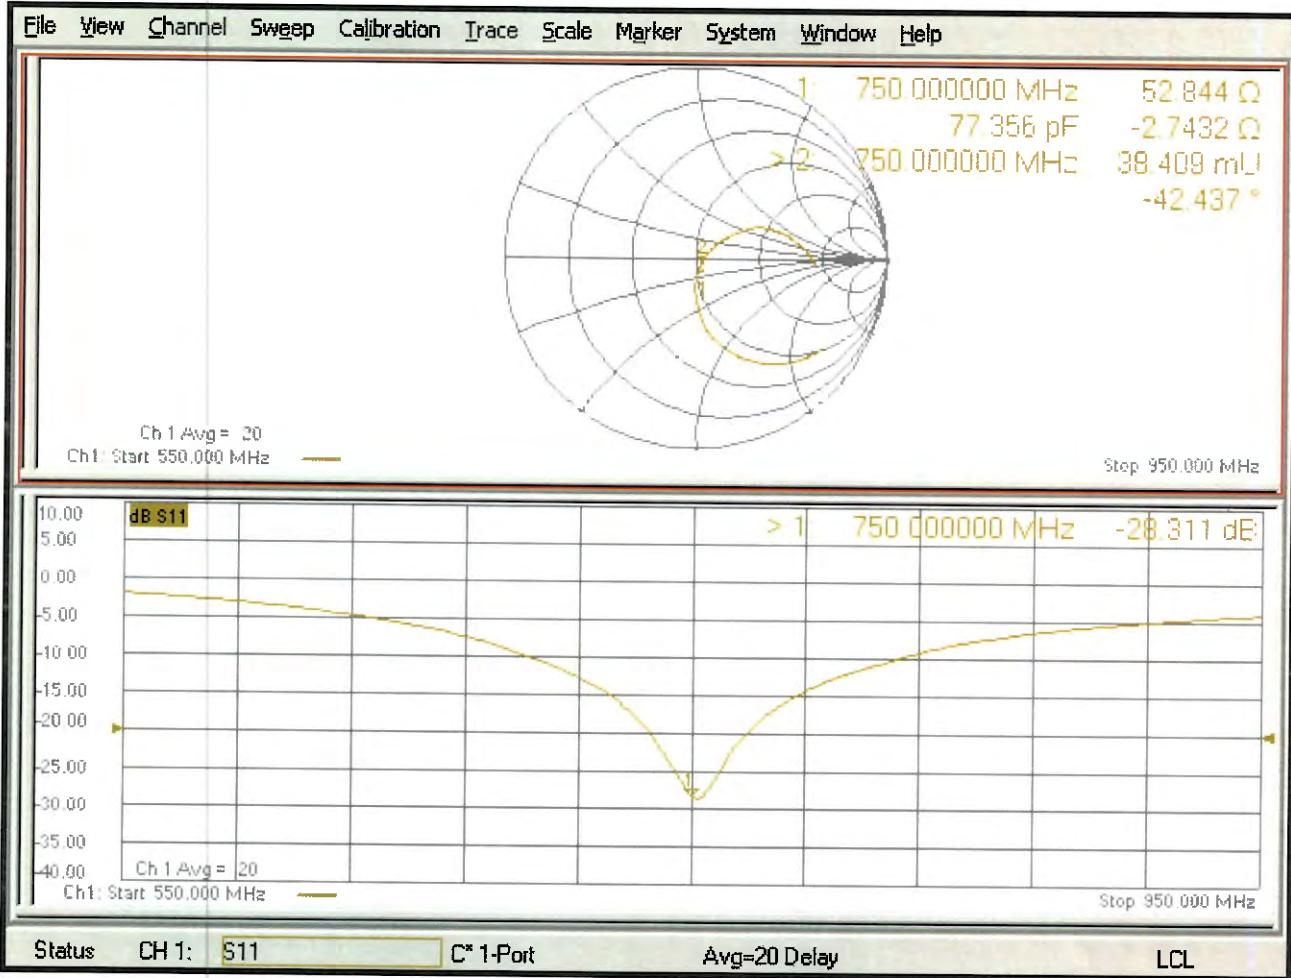 File View Channel Sweep Calibration Trace Scale Marker System Window Help
1: 750.000000 MHz 52.844 Ω
77.356 pF -2.7432 Ω
> 2: 750.000000 MHz 38.409 mU
-42.437 °
2
Ch 1 Avg = 20
Ch1: Start 550.000 MHz
Stop 950.000 MHz
10.00
dB S11
> 1: 750.000000 MHz -28.311 dB
5.00
0.00
-5.00
-10.00
-15.00
-20.00
-25.00
1
-30.00
-35.00
-40.00
Ch 1 Avg = 20
Ch1: Start 550.000 MHz
Stop 950.000 MHz
Status CH 1: S11 C* 1-Port Avg=20 Delay LCL